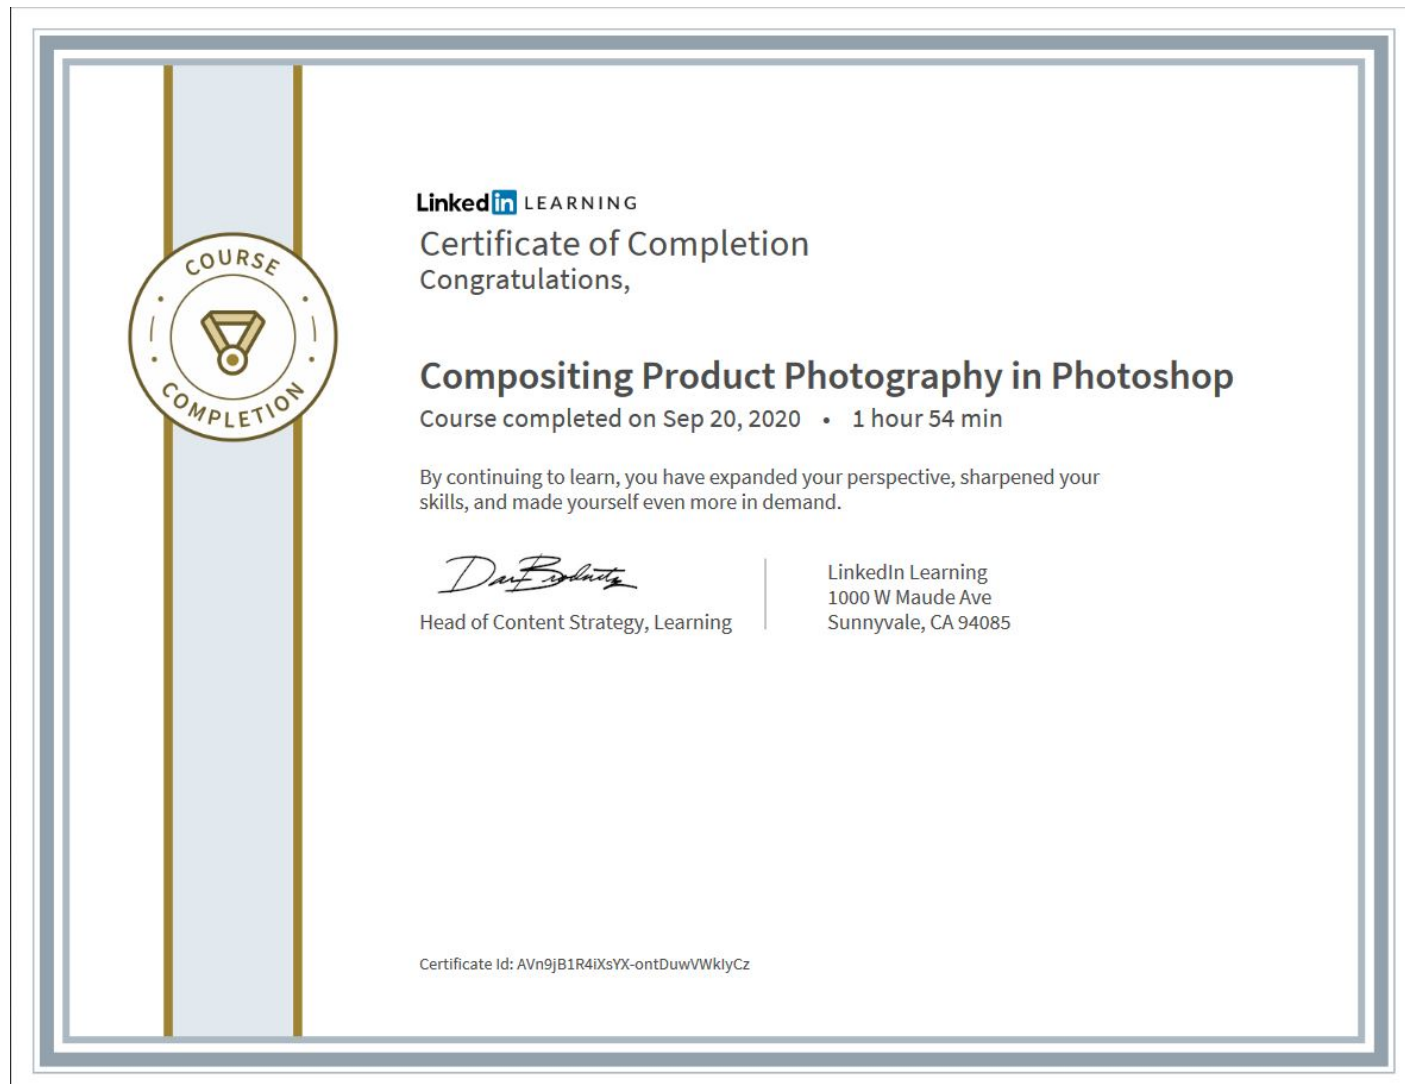 COURSE
COMPLETION
Linked in LEARNING
Certificate of Completion
Congratulations,
Compositing Product Photography in Photoshop
Course completed on Sep 20, 2020 • 1 hour 54 min
By continuing to learn, you have expanded your perspective, sharpened your
skills, and made yourself even more in demand.
Head of Content Strategy, Learning
LinkedIn Learning
1000 W Maude Ave
Sunnyvale, CA 94085
Certificate Id: AVn9jB1R4iXsYX-ontDuwVWkIyCz